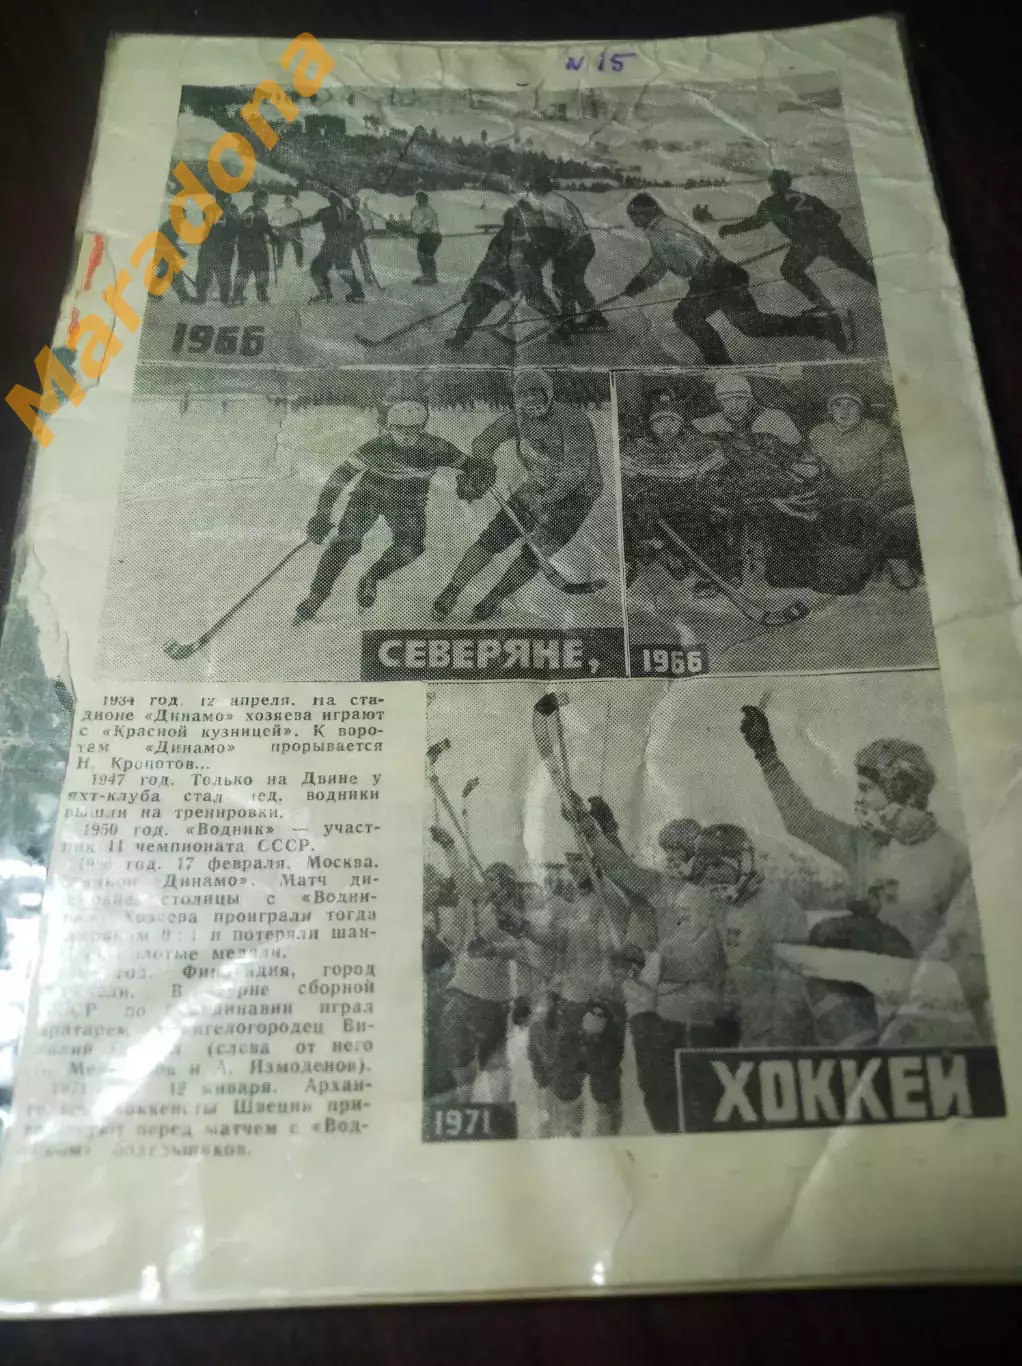 № 15
Maradona
1966
СЕВЕРЯНЕ,
1966
1934 год. 12 апреля. На ста-
дионе «Динамо» хозяева играют
с «Красной кузницей». К воро-
там «Динамо» прорывается
Н. Кропотов...
1947 год. Только на Двине у
яхт-клуба стал лед, водники
вышли на тренировки.
1950 год. «Водник» — участ-
ник II чемпионата СССР.
год. 17 февраля. Москва.
«Динамо». Матч ди-
столицы с «Водни-
Хозяева проиграли тогда
0:1 и потеряли шан-
золотые медали.
год. Финляндия, город
В сборной
по Скандинавии играл
Ви-
(слева от него
и А. Измоденов).
1971 12 января. Архан-
хоккеисты Швеции при-
перед матчем с «Вод-
болельщиков.
1971
ХОККЕЙ